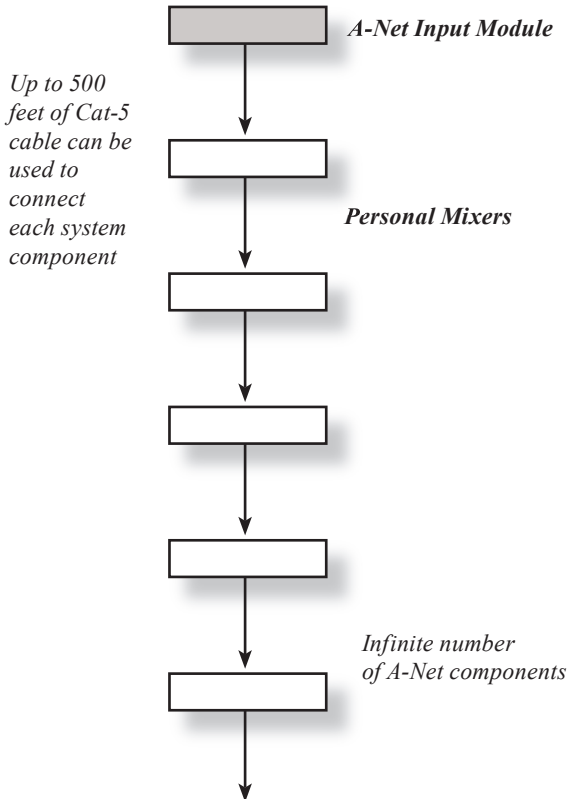 A-Net Input Module
Up to 500
feet of Cat-5
cable can be
used to
connect
each system
component
Personal Mixers
Infinite number
of A-Net components